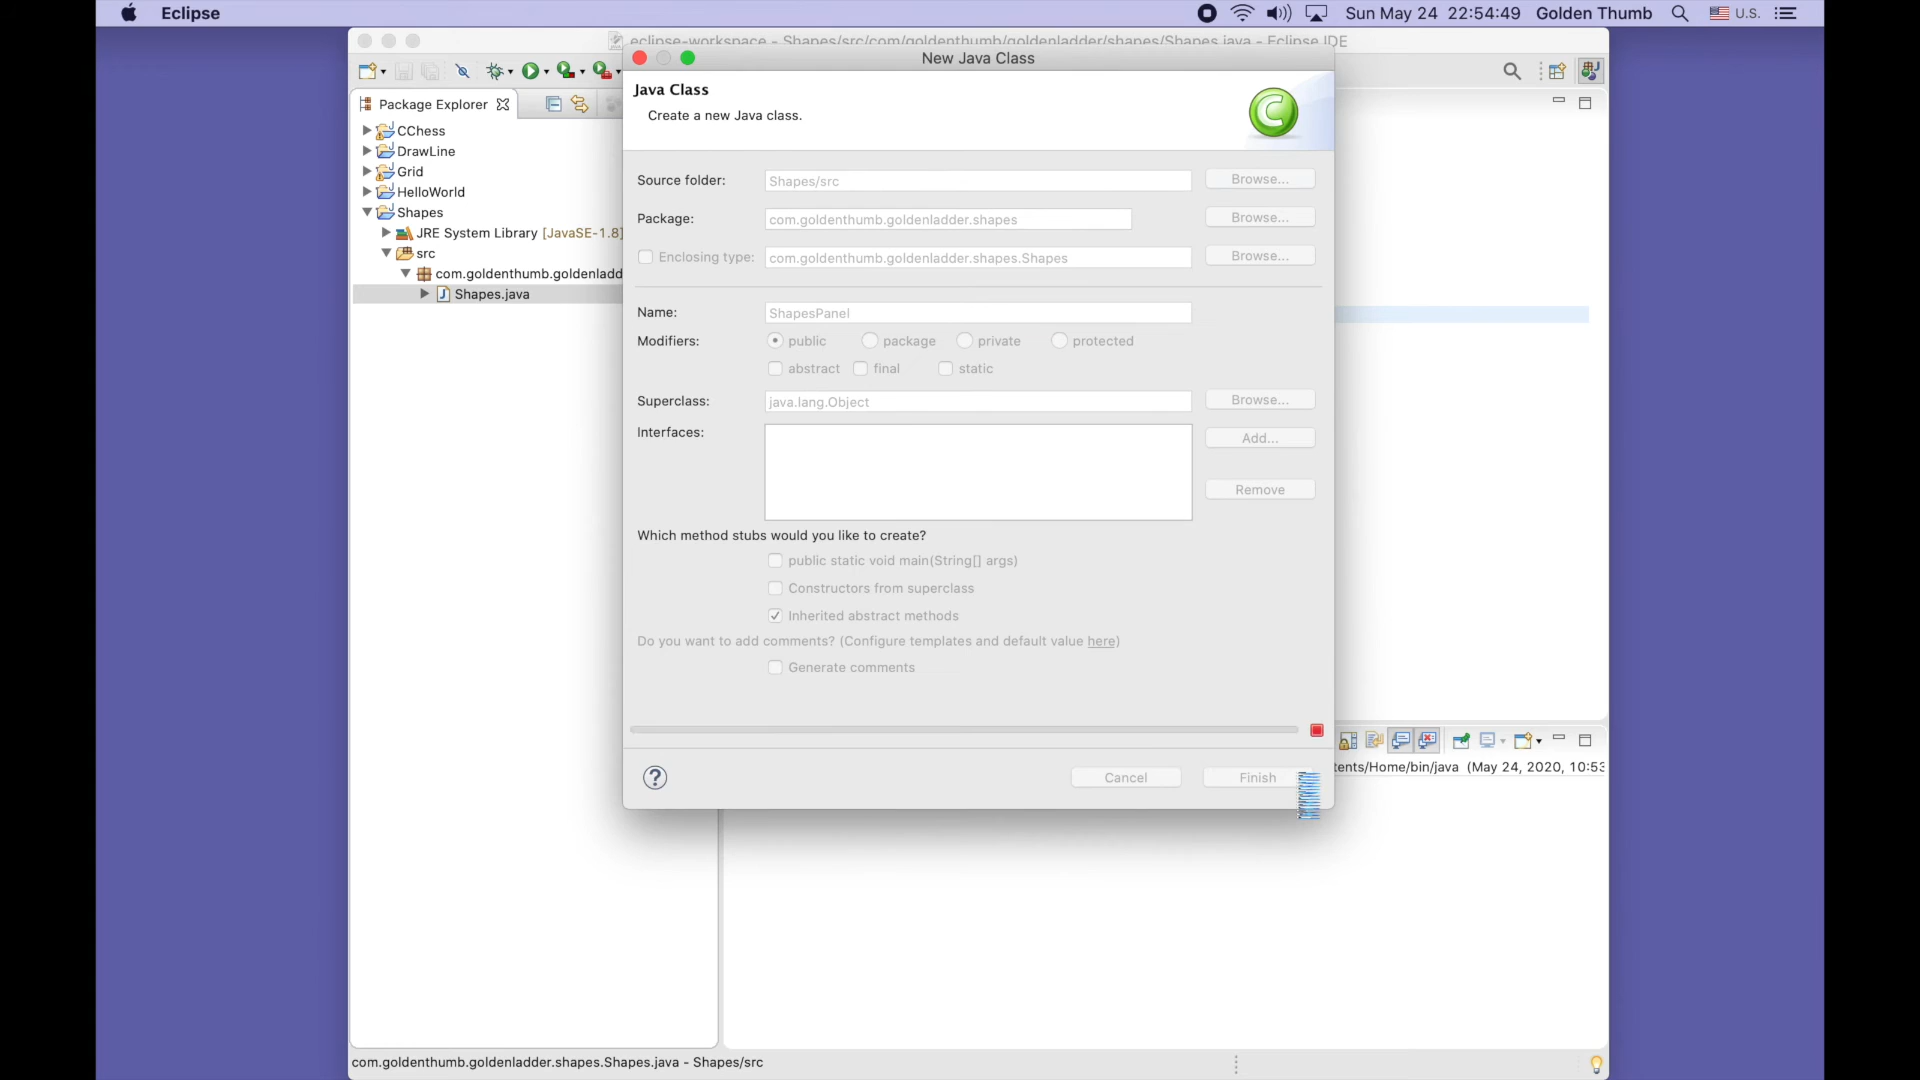 Eclipse
Sun May 24 22:54:49 Golden Thumb U.S.
eclipse-workspace - Shapes/src/com/goldenthumb/goldenladder/shapes/Shapes.java - Eclipse IDE
New Java Class
Java Class
Create a new Java class.
Package Explorer
CChess
DrawLine
Grid
HelloWorld
Shapes
JRE System Library [JavaSE-1.8]
src
com.goldenthumb.goldenladd
Shapes.java
Source folder: Shapes/src Browse...
Package: com.goldenthumb.goldenladder.shapes Browse...
Enclosing type: com.goldenthumb.goldenladder.shapes.Shapes Browse...
Name: ShapesPanel
Modifiers: public package private protected
abstract final static
Superclass: java.lang.Object Browse...
Interfaces: Add...
Remove
Which method stubs would you like to create?
public static void main(String[] args)
Constructors from superclass
Inherited abstract methods
Do you want to add comments? (Configure templates and default value here)
Generate comments
Cancel Finish
tents/Home/bin/java (May 24, 2020, 10:53
com.goldenthumb.goldenladder.shapes.Shapes.java - Shapes/src